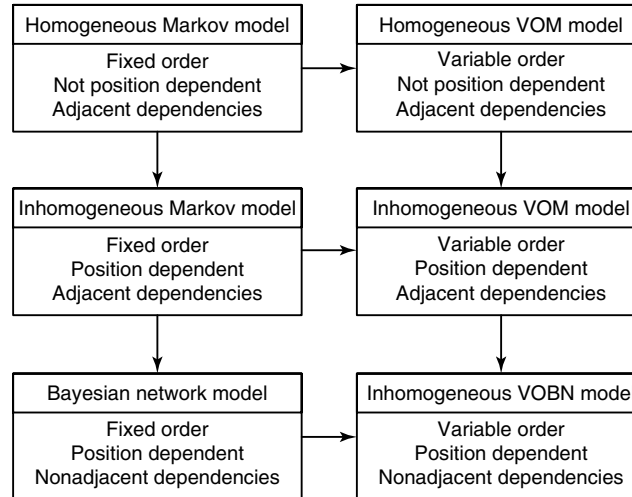 Homogeneous Markov model
Fixed order
Not position dependent
Adjacent dependencies
Homogeneous VOM model
Variable order
Not position dependent
Adjacent dependencies
Inhomogeneous Markov model
Fixed order
Position dependent
Adjacent dependencies
Inhomogeneous VOM model
Variable order
Position dependent
Adjacent dependencies
Bayesian network model
Fixed order
Position dependent
Nonadjacent dependencies
Inhomogeneous VOBN mode
Variable order
Position dependent
Nonadjacent dependencies